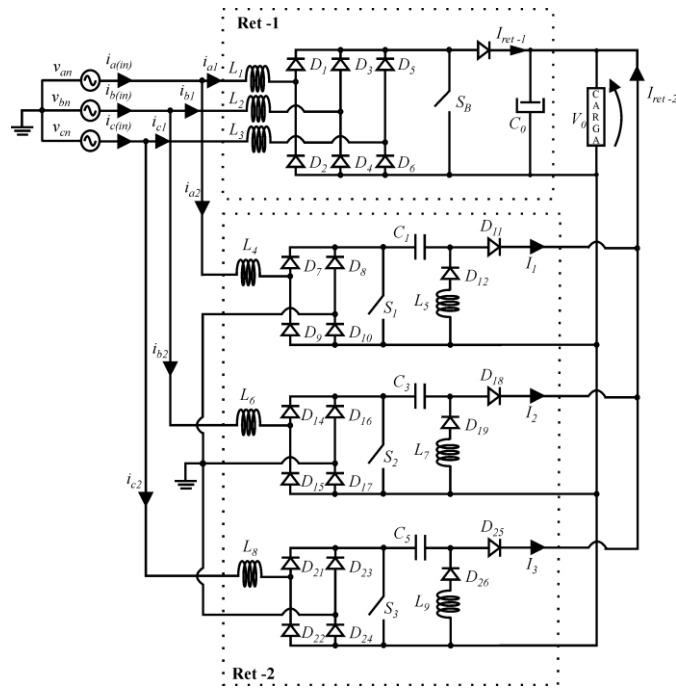 Ret -1
v_an
i_a(in)
i_a1
L_1
D_1
D_3
D_5
I_ret -1
v_bn
i_b(in)
i_b1
L_2
S_B
C_0
V_0
CARGA
I_ret -2
v_cn
i_c(in)
i_c1
L_3
D_2
D_4
D_6
i_a2
L_4
D_7
D_8
C_1
D_11
I_1
D_12
S_1
L_5
D_9
D_10
i_b2
L_6
D_14
D_16
C_3
D_18
I_2
D_19
S_2
L_7
D_15
D_17
i_c2
L_8
D_21
D_23
C_5
D_25
I_3
D_26
S_3
L_9
D_22
D_24
Ret -2